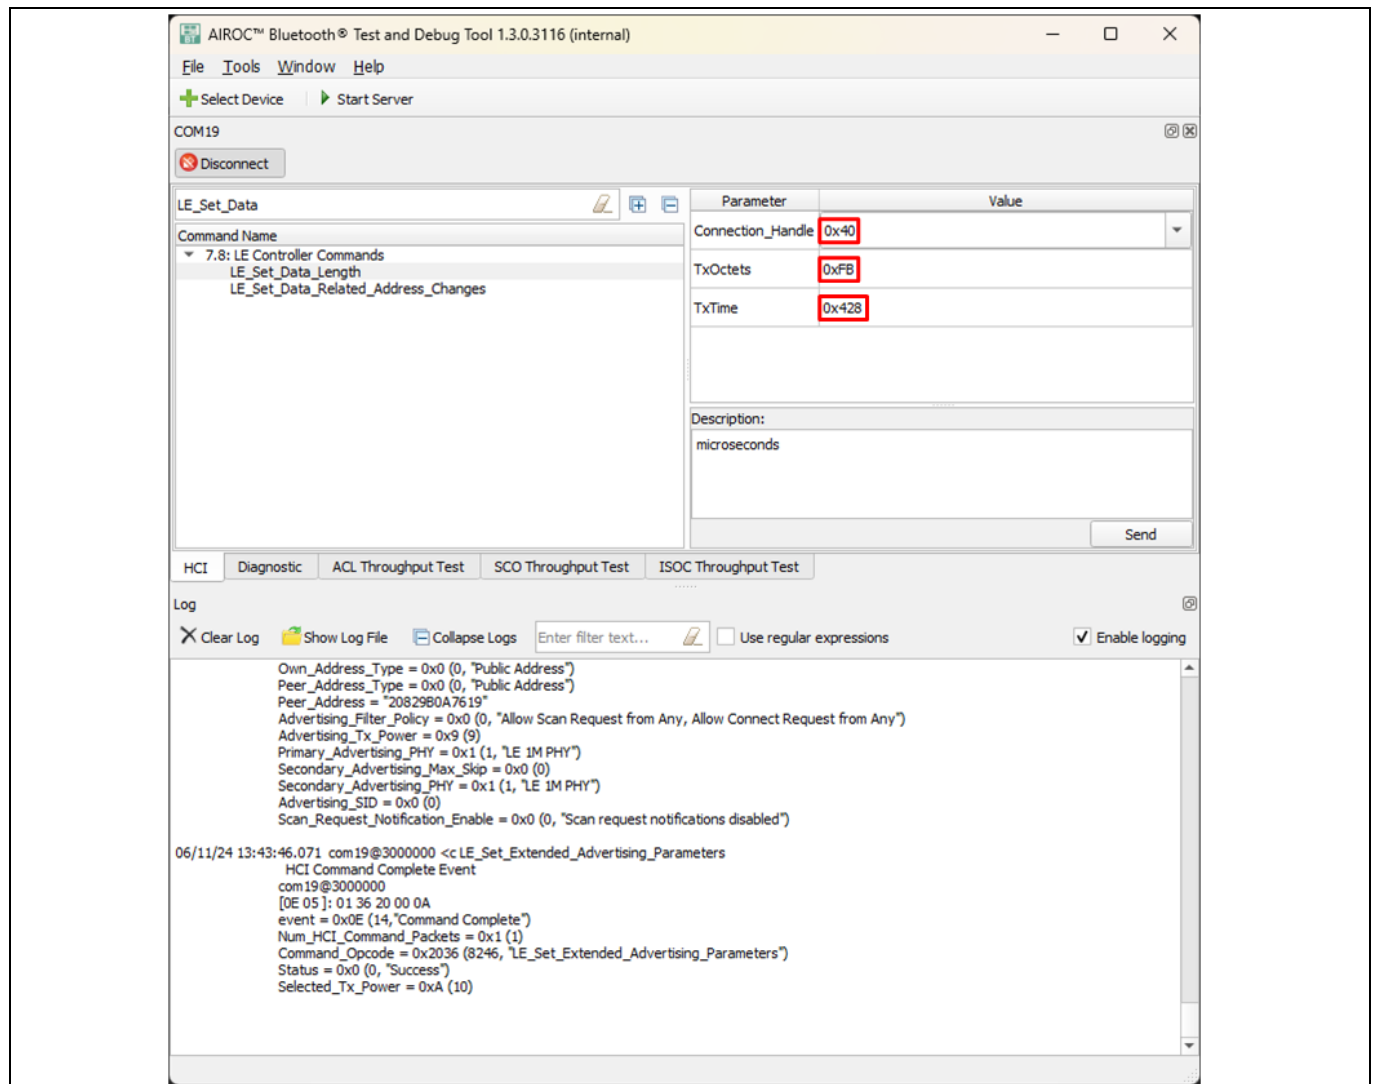 AIROC™ Bluetooth® Test and Debug Tool 1.3.0.3116 (internal)
File Tools Window Help
Select Device Start Server
COM19
Disconnect
LE_Set_Data
Command Name
7.8: LE Controller Commands
LE_Set_Data_Length
LE_Set_Data_Related_Address_Changes
Parameter Value
Connection_Handle 0x40
TxOctets 0xFB
TxTime 0x428
Description:
microseconds
Send
HCI Diagnostic ACL Throughput Test SCO Throughput Test ISOC Throughput Test
Log
Clear Log Show Log File Collapse Logs Enter filter text... Use regular expressions Enable logging
Own_Address_Type = 0x0 (0, "Public Address")
Peer_Address_Type = 0x0 (0, "Public Address")
Peer_Address = "20829B0A7619"
Advertising_Filter_Policy = 0x0 (0, "Allow Scan Request from Any, Allow Connect Request from Any")
Advertising_Tx_Power = 0x9 (9)
Primary_Advertising_PHY = 0x1 (1, "LE 1M PHY")
Secondary_Advertising_Max_Skip = 0x0 (0)
Secondary_Advertising_PHY = 0x1 (1, "LE 1M PHY")
Advertising_SID = 0x0 (0)
Scan_Request_Notification_Enable = 0x0 (0, "Scan request notifications disabled")
06/11/24 13:43:46.071 com19@3000000 <c LE_Set_Extended_Advertising_Parameters
HCI Command Complete Event
com19@3000000
[0E 05 ]: 01 36 20 00 0A
event = 0x0E (14,"Command Complete")
Num_HCI_Command_Packets = 0x1 (1)
Command_Opcode = 0x2036 (8246, "LE_Set_Extended_Advertising_Parameters")
Status = 0x0 (0, "Success")
Selected_Tx_Power = 0xA (10)